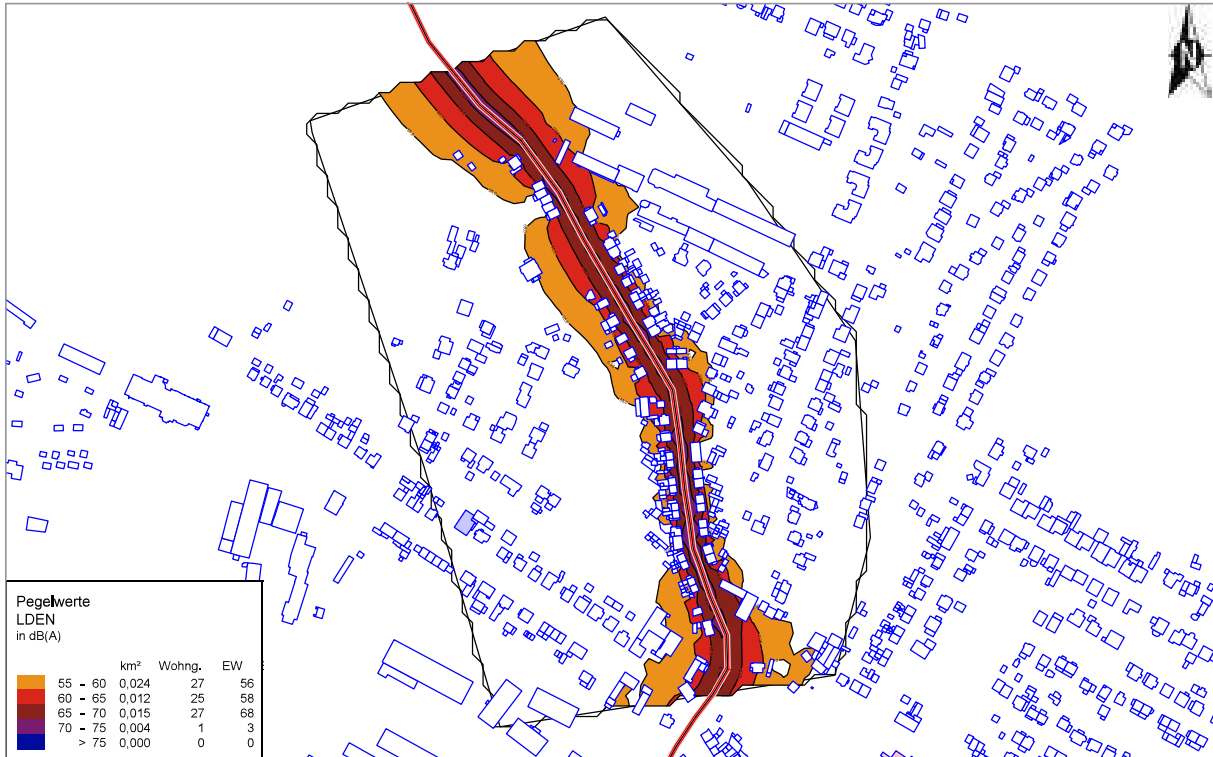 N
Pegelwerte
LDEN
in dB(A)
km² Wohng. EW
55 - 60 0,024 27 56
60 - 65 0,012 25 58
65 - 70 0,015 27 68
70 - 75 0,004 1 3
> 75 0,000 0 0